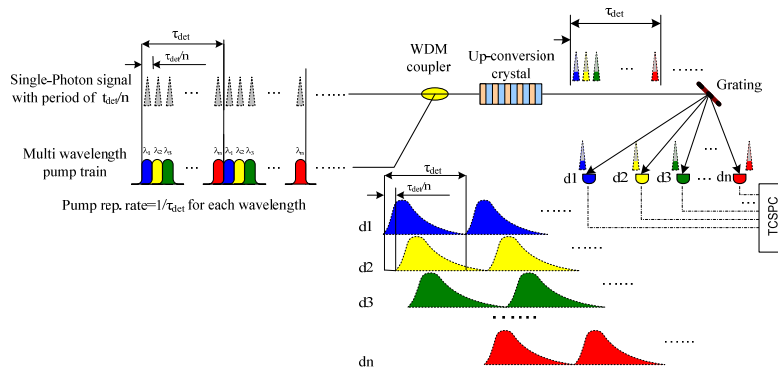 τdet
τdet/n
Single-Photon signal
with period of tdet/n
λ1 λ2 λ3 λn λ1 λ2 λ3 λn
Multi wavelength
pump train
Pump rep. rate=1/τdet for each wavelength
WDM
coupler
Up-conversion
crystal
τdet
Grating
d1 d2 d3 dn
TCSPC
τdet
τdet/n
d1
d2
d3
dn